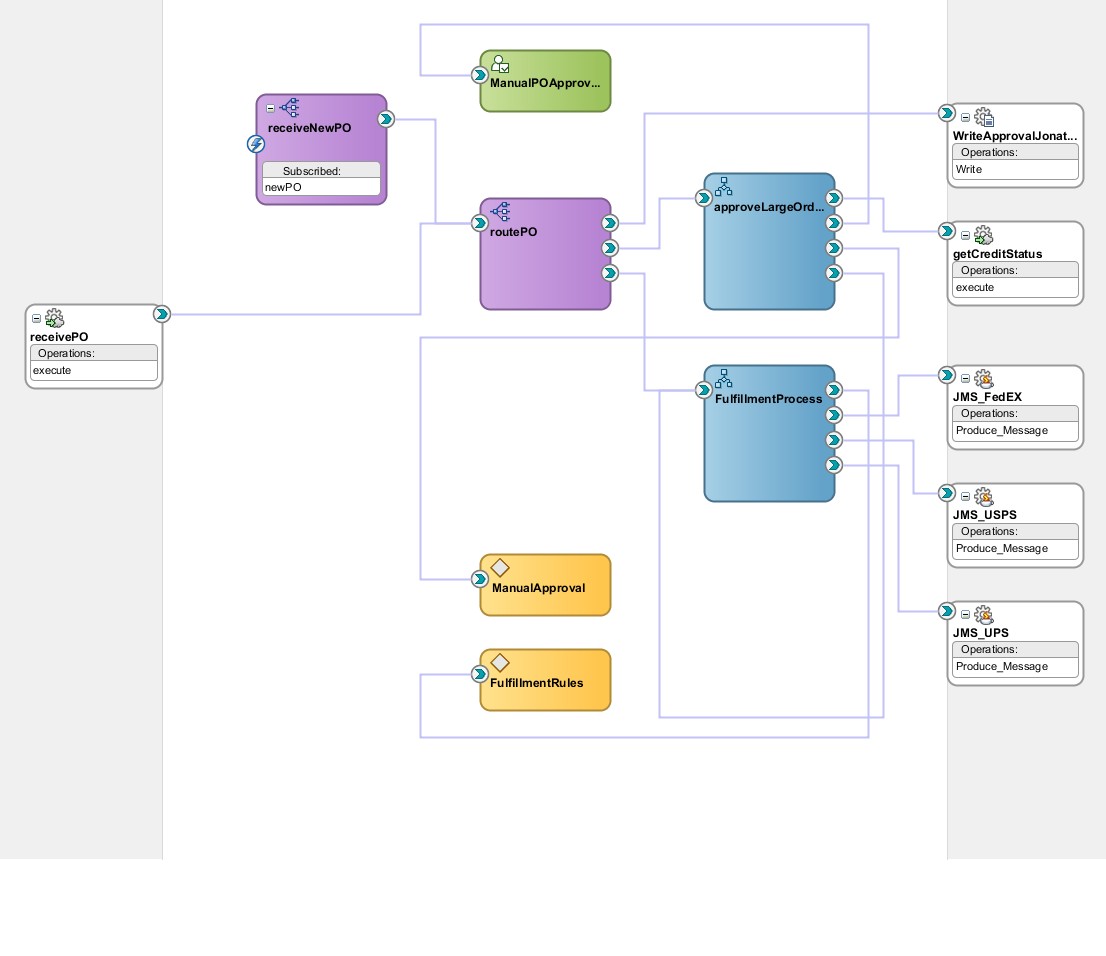 ManualPOApprov...
receiveNewPO
Subscribed:
newPO
WriteApprovalJonat...
Operations:
Write
routePO
approveLargeOrd...
getCreditStatus
Operations:
execute
receivePO
Operations:
execute
FulfillmentProcess
JMS_FedEX
Operations:
Produce_Message
JMS_USPS
Operations:
Produce_Message
ManualApproval
JMS_UPS
Operations:
Produce_Message
FulfillmentRules